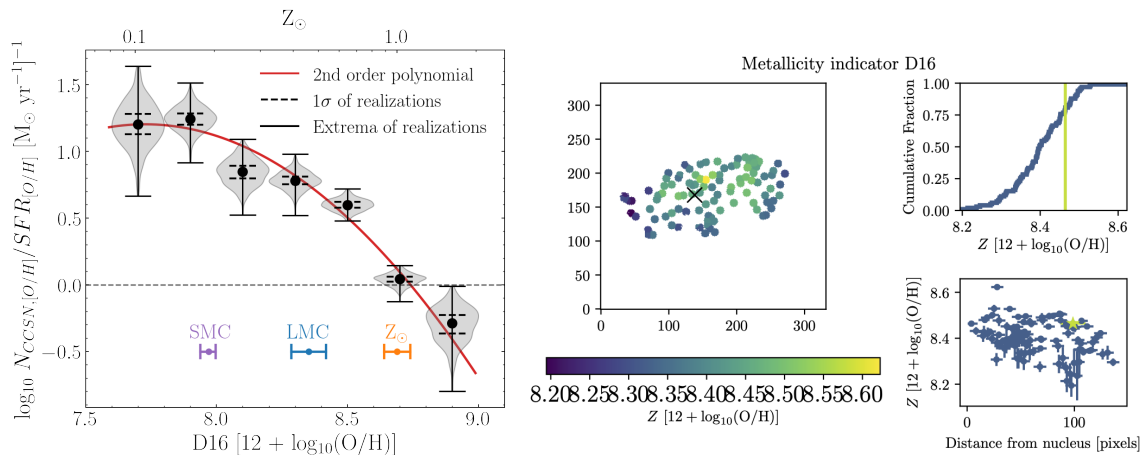 Z⊙
0.1 1.0
log10 NCCSN,[O/H]/SFR[O/H] [M⊙ yr−1]−1
1.5
1.0
0.5
0.0
−0.5
2nd order polynomial
1σ of realizations
Extrema of realizations
SMC LMC Z⊙
7.5 8.0 8.5 9.0
D16 [12 + log10(O/H)]
Metallicity indicator D16
300
250
200
150
100
50
0
0 100 200 300
8.20 8.25 8.30 8.35 8.40 8.45 8.50 8.55 8.60
Z [12 + log10(O/H)]
Cumulative Fraction
1.00
0.75
0.50
0.25
0.00
8.2 8.4 8.6
Z [12 + log10(O/H)]
Z [12 + log10(O/H)]
8.6
8.4
8.2
0 100
Distance from nucleus [pixels]